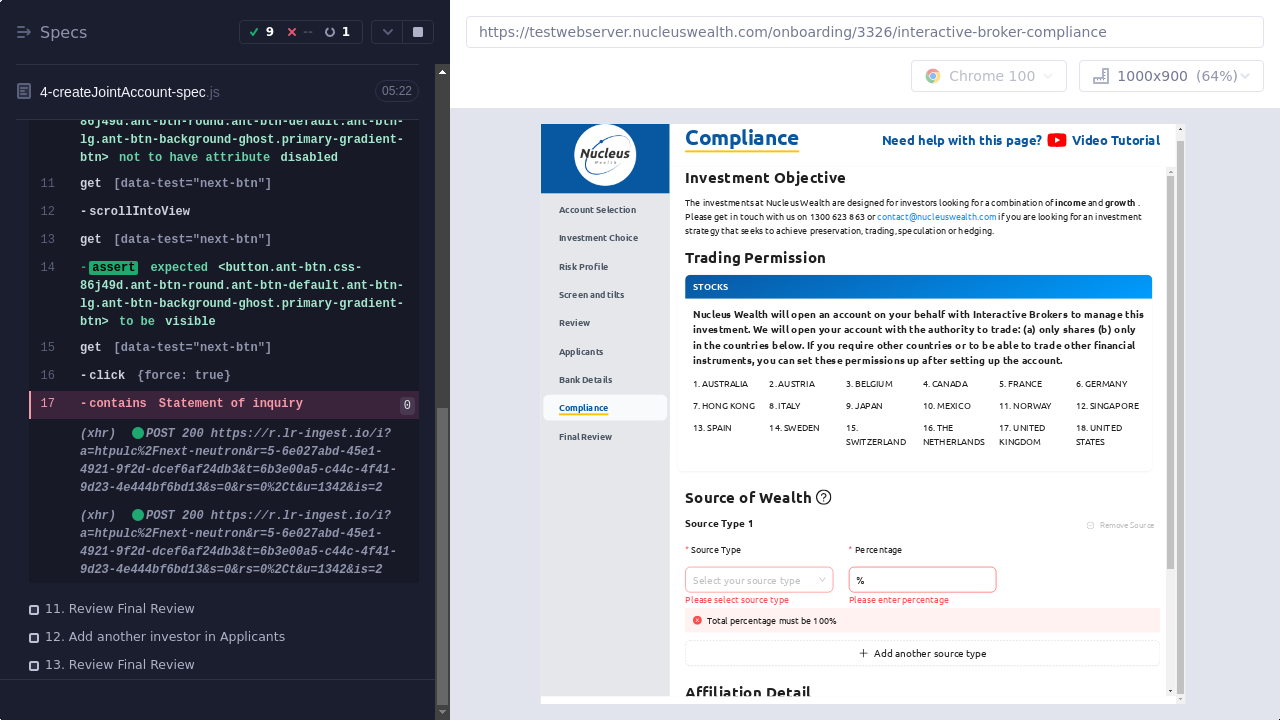 Specs
9
--
1
https://testwebserver.nucleuswealth.com/onboarding/3326/interactive-broker-compliance
Chrome 100
1000x900 (64%)
4-createJointAccount-spec.js
05:22
86j49d.ant-btn-round.ant-btn-default.ant-btn-
lg.ant-btn-background-ghost.primary-gradient-
btn> not to have attribute disabled
11 get [data-test="next-btn"]
12 -scrollIntoView
13 get [data-test="next-btn"]
14 -assert expected <button.ant-btn.css-
86j49d.ant-btn-round.ant-btn-default.ant-btn-
lg.ant-btn-background-ghost.primary-gradient-
btn> to be visible
15 get [data-test="next-btn"]
16 -click {force: true}
17 -contains Statement of inquiry 0
(xhr) POST 200 https://r.lr-ingest.io/i?
a=htpulc%2Fnext-neutron&r=5-6e027abd-45e1-
4921-9f2d-dcef6af24db3&t=6b3e00a5-c44c-4f41-
9d23-4e444bf6bd13&s=0&rs=0%2Ct&u=1342&is=2
(xhr) POST 200 https://r.lr-ingest.io/i?
a=htpulc%2Fnext-neutron&r=5-6e027abd-45e1-
4921-9f2d-dcef6af24db3&t=6b3e00a5-c44c-4f41-
9d23-4e444bf6bd13&s=0&rs=0%2Ct&u=1342&is=2
11. Review Final Review
12. Add another investor in Applicants
13. Review Final Review
Nucleus
Wealth
Account Selection
Investment Choice
Risk Profile
Screen and tilts
Review
Applicants
Bank Details
Compliance
Final Review
Compliance
Need help with this page? Video Tutorial
Investment Objective
The investments at Nucleus Wealth are designed for investors looking for a combination of income and growth .
Please get in touch with us on 1300 623 863 or contact@nucleuswealth.com if you are looking for an investment
strategy that seeks to achieve preservation, trading, speculation or hedging.
Trading Permission
STOCKS
Nucleus Wealth will open an account on your behalf with Interactive Brokers to manage this
investment. We will open your account with the authority to trade: (a) only shares (b) only
in the countries below. If you require other countries or to be able to trade other financial
instruments, you can set these permissions up after setting up the account.
1. AUSTRALIA 2. AUSTRIA 3. BELGIUM 4. CANADA 5. FRANCE 6. GERMANY
7. HONG KONG 8. ITALY 9. JAPAN 10. MEXICO 11. NORWAY 12. SINGAPORE
13. SPAIN 14. SWEDEN 15. 16. THE 17. UNITED 18. UNITED
SWITZERLAND NETHERLANDS KINGDOM STATES
Source of Wealth
Source Type 1
Remove Source
* Source Type * Percentage
Select your source type %
Please select source type Please enter percentage
Total percentage must be 100%
Add another source type
Affiliation Detail